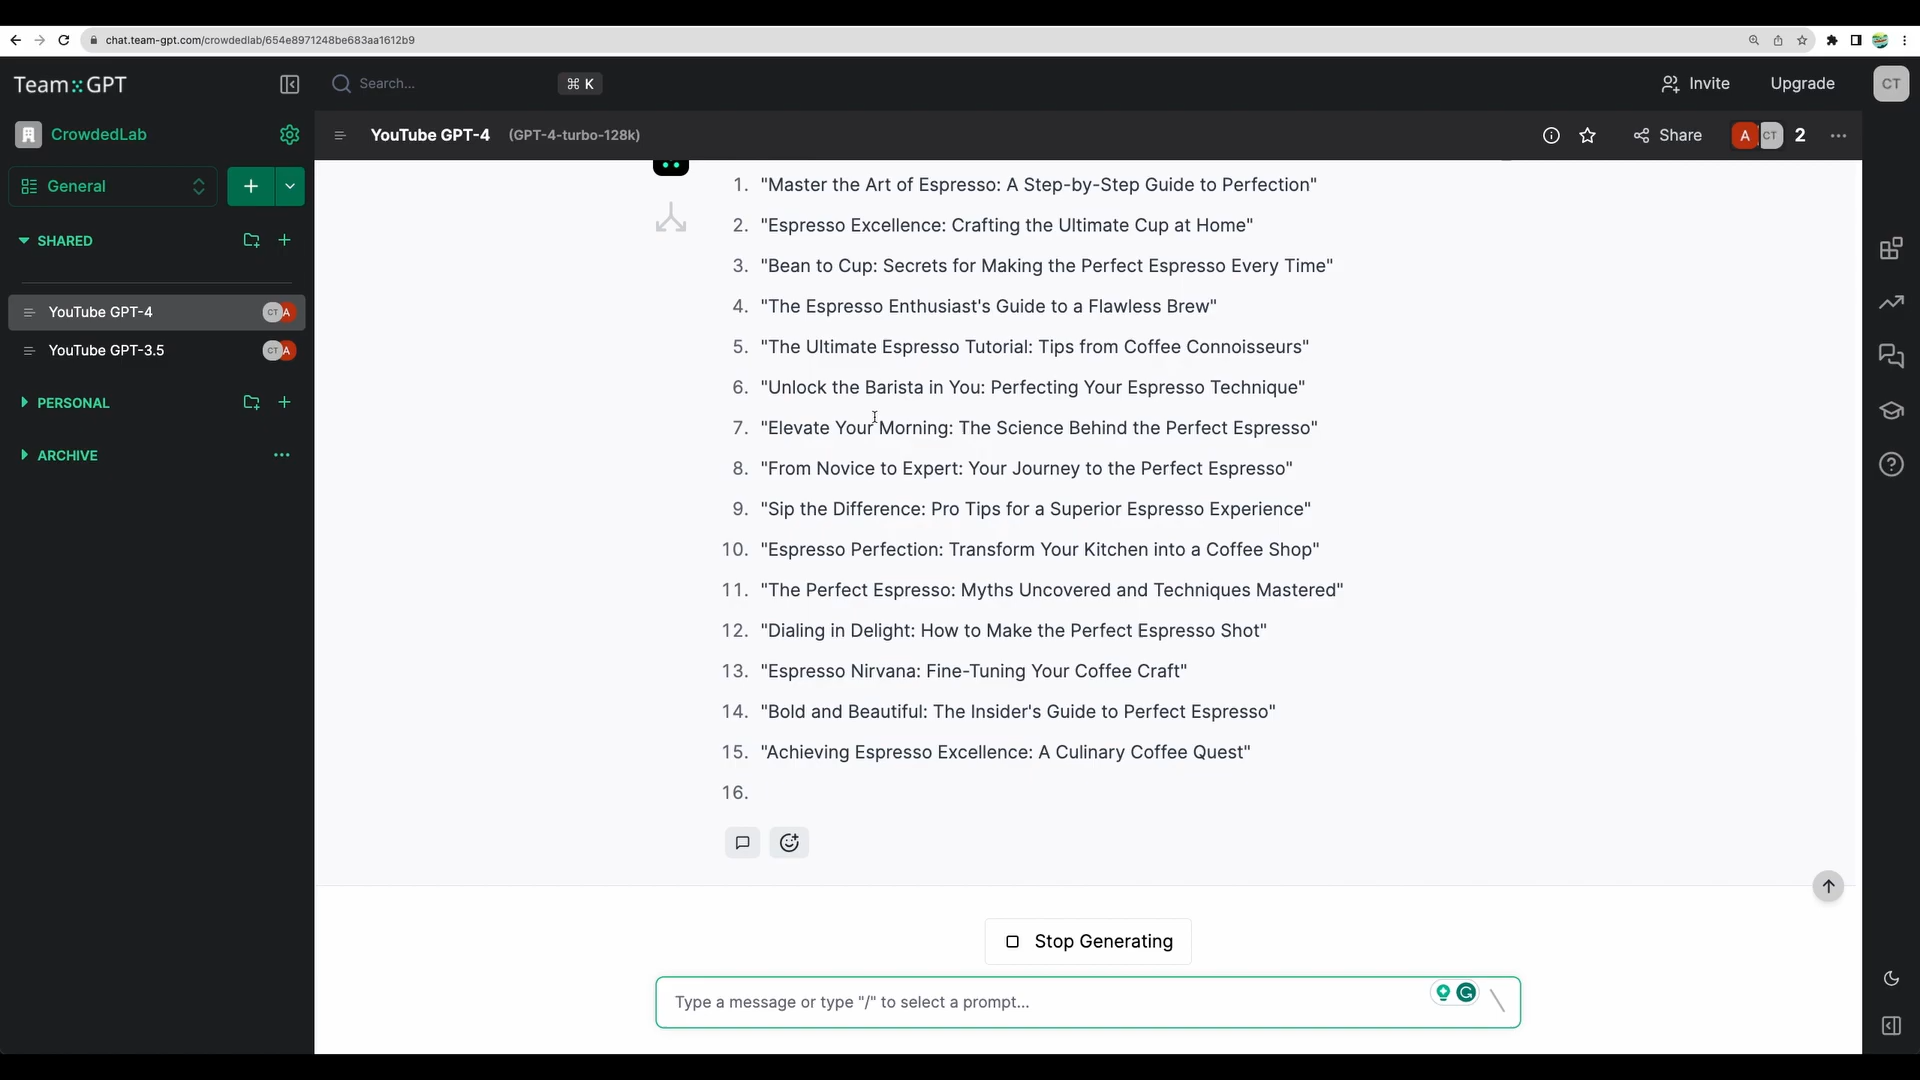 chat.team-gpt.com/crowdedlab/654e8971248be683aa1612b9
Team::GPT
Search...
⌘ K
Invite
Upgrade
CT
CrowdedLab
YouTube GPT-4 (GPT-4-turbo-128k)
Share
A CT 2
General
SHARED
YouTube GPT-4
CT A
YouTube GPT-3.5
CT A
PERSONAL
ARCHIVE
1. "Master the Art of Espresso: A Step-by-Step Guide to Perfection"
2. "Espresso Excellence: Crafting the Ultimate Cup at Home"
3. "Bean to Cup: Secrets for Making the Perfect Espresso Every Time"
4. "The Espresso Enthusiast's Guide to a Flawless Brew"
5. "The Ultimate Espresso Tutorial: Tips from Coffee Connoisseurs"
6. "Unlock the Barista in You: Perfecting Your Espresso Technique"
7. "Elevate Your Morning: The Science Behind the Perfect Espresso"
8. "From Novice to Expert: Your Journey to the Perfect Espresso"
9. "Sip the Difference: Pro Tips for a Superior Espresso Experience"
10. "Espresso Perfection: Transform Your Kitchen into a Coffee Shop"
11. "The Perfect Espresso: Myths Uncovered and Techniques Mastered"
12. "Dialing in Delight: How to Make the Perfect Espresso Shot"
13. "Espresso Nirvana: Fine-Tuning Your Coffee Craft"
14. "Bold and Beautiful: The Insider's Guide to Perfect Espresso"
15. "Achieving Espresso Excellence: A Culinary Coffee Quest"
16.
Stop Generating
Type a message or type "/" to select a prompt...